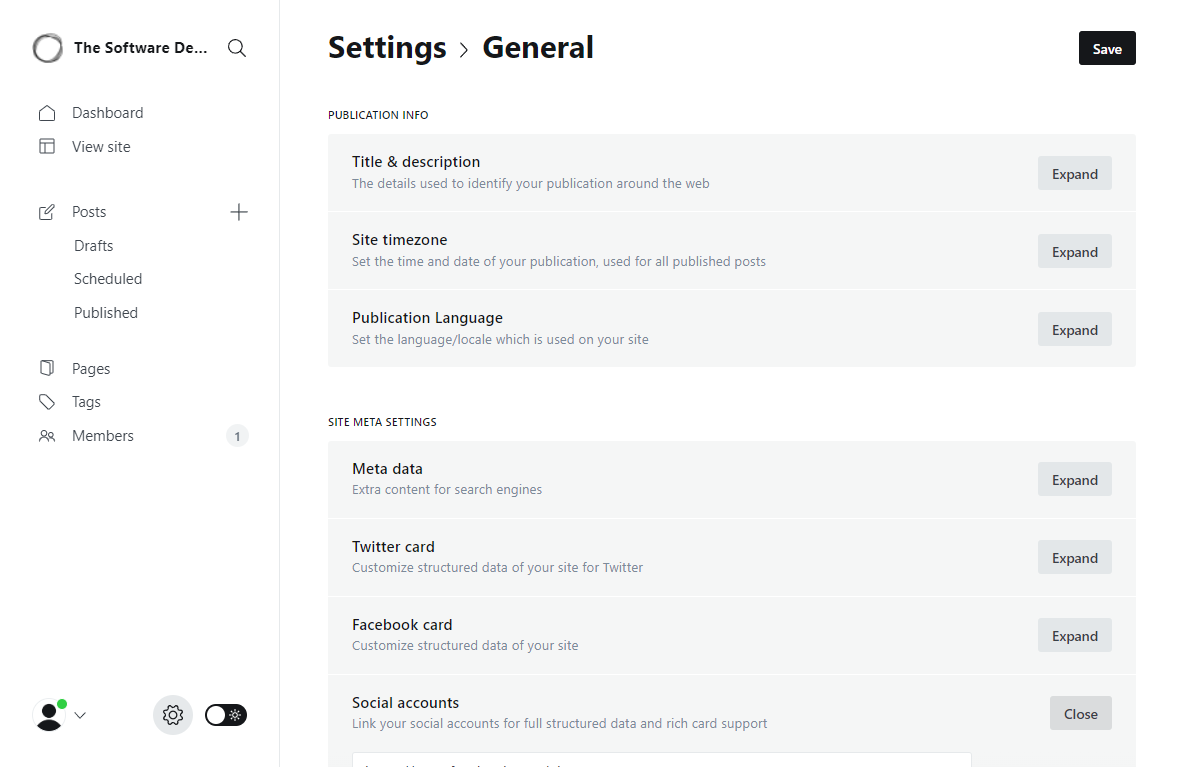 The Software De...
Settings > General
Save
Dashboard
View site
Posts
Drafts
Scheduled
Published
Pages
Tags
Members
1
PUBLICATION INFO
Title & description
The details used to identify your publication around the web
Expand
Site timezone
Set the time and date of your publication, used for all published posts
Expand
Publication Language
Set the language/locale which is used on your site
Expand
SITE META SETTINGS
Meta data
Extra content for search engines
Expand
Twitter card
Customize structured data of your site for Twitter
Expand
Facebook card
Customize structured data of your site
Expand
Social accounts
Link your social accounts for full structured data and rich card support
Close